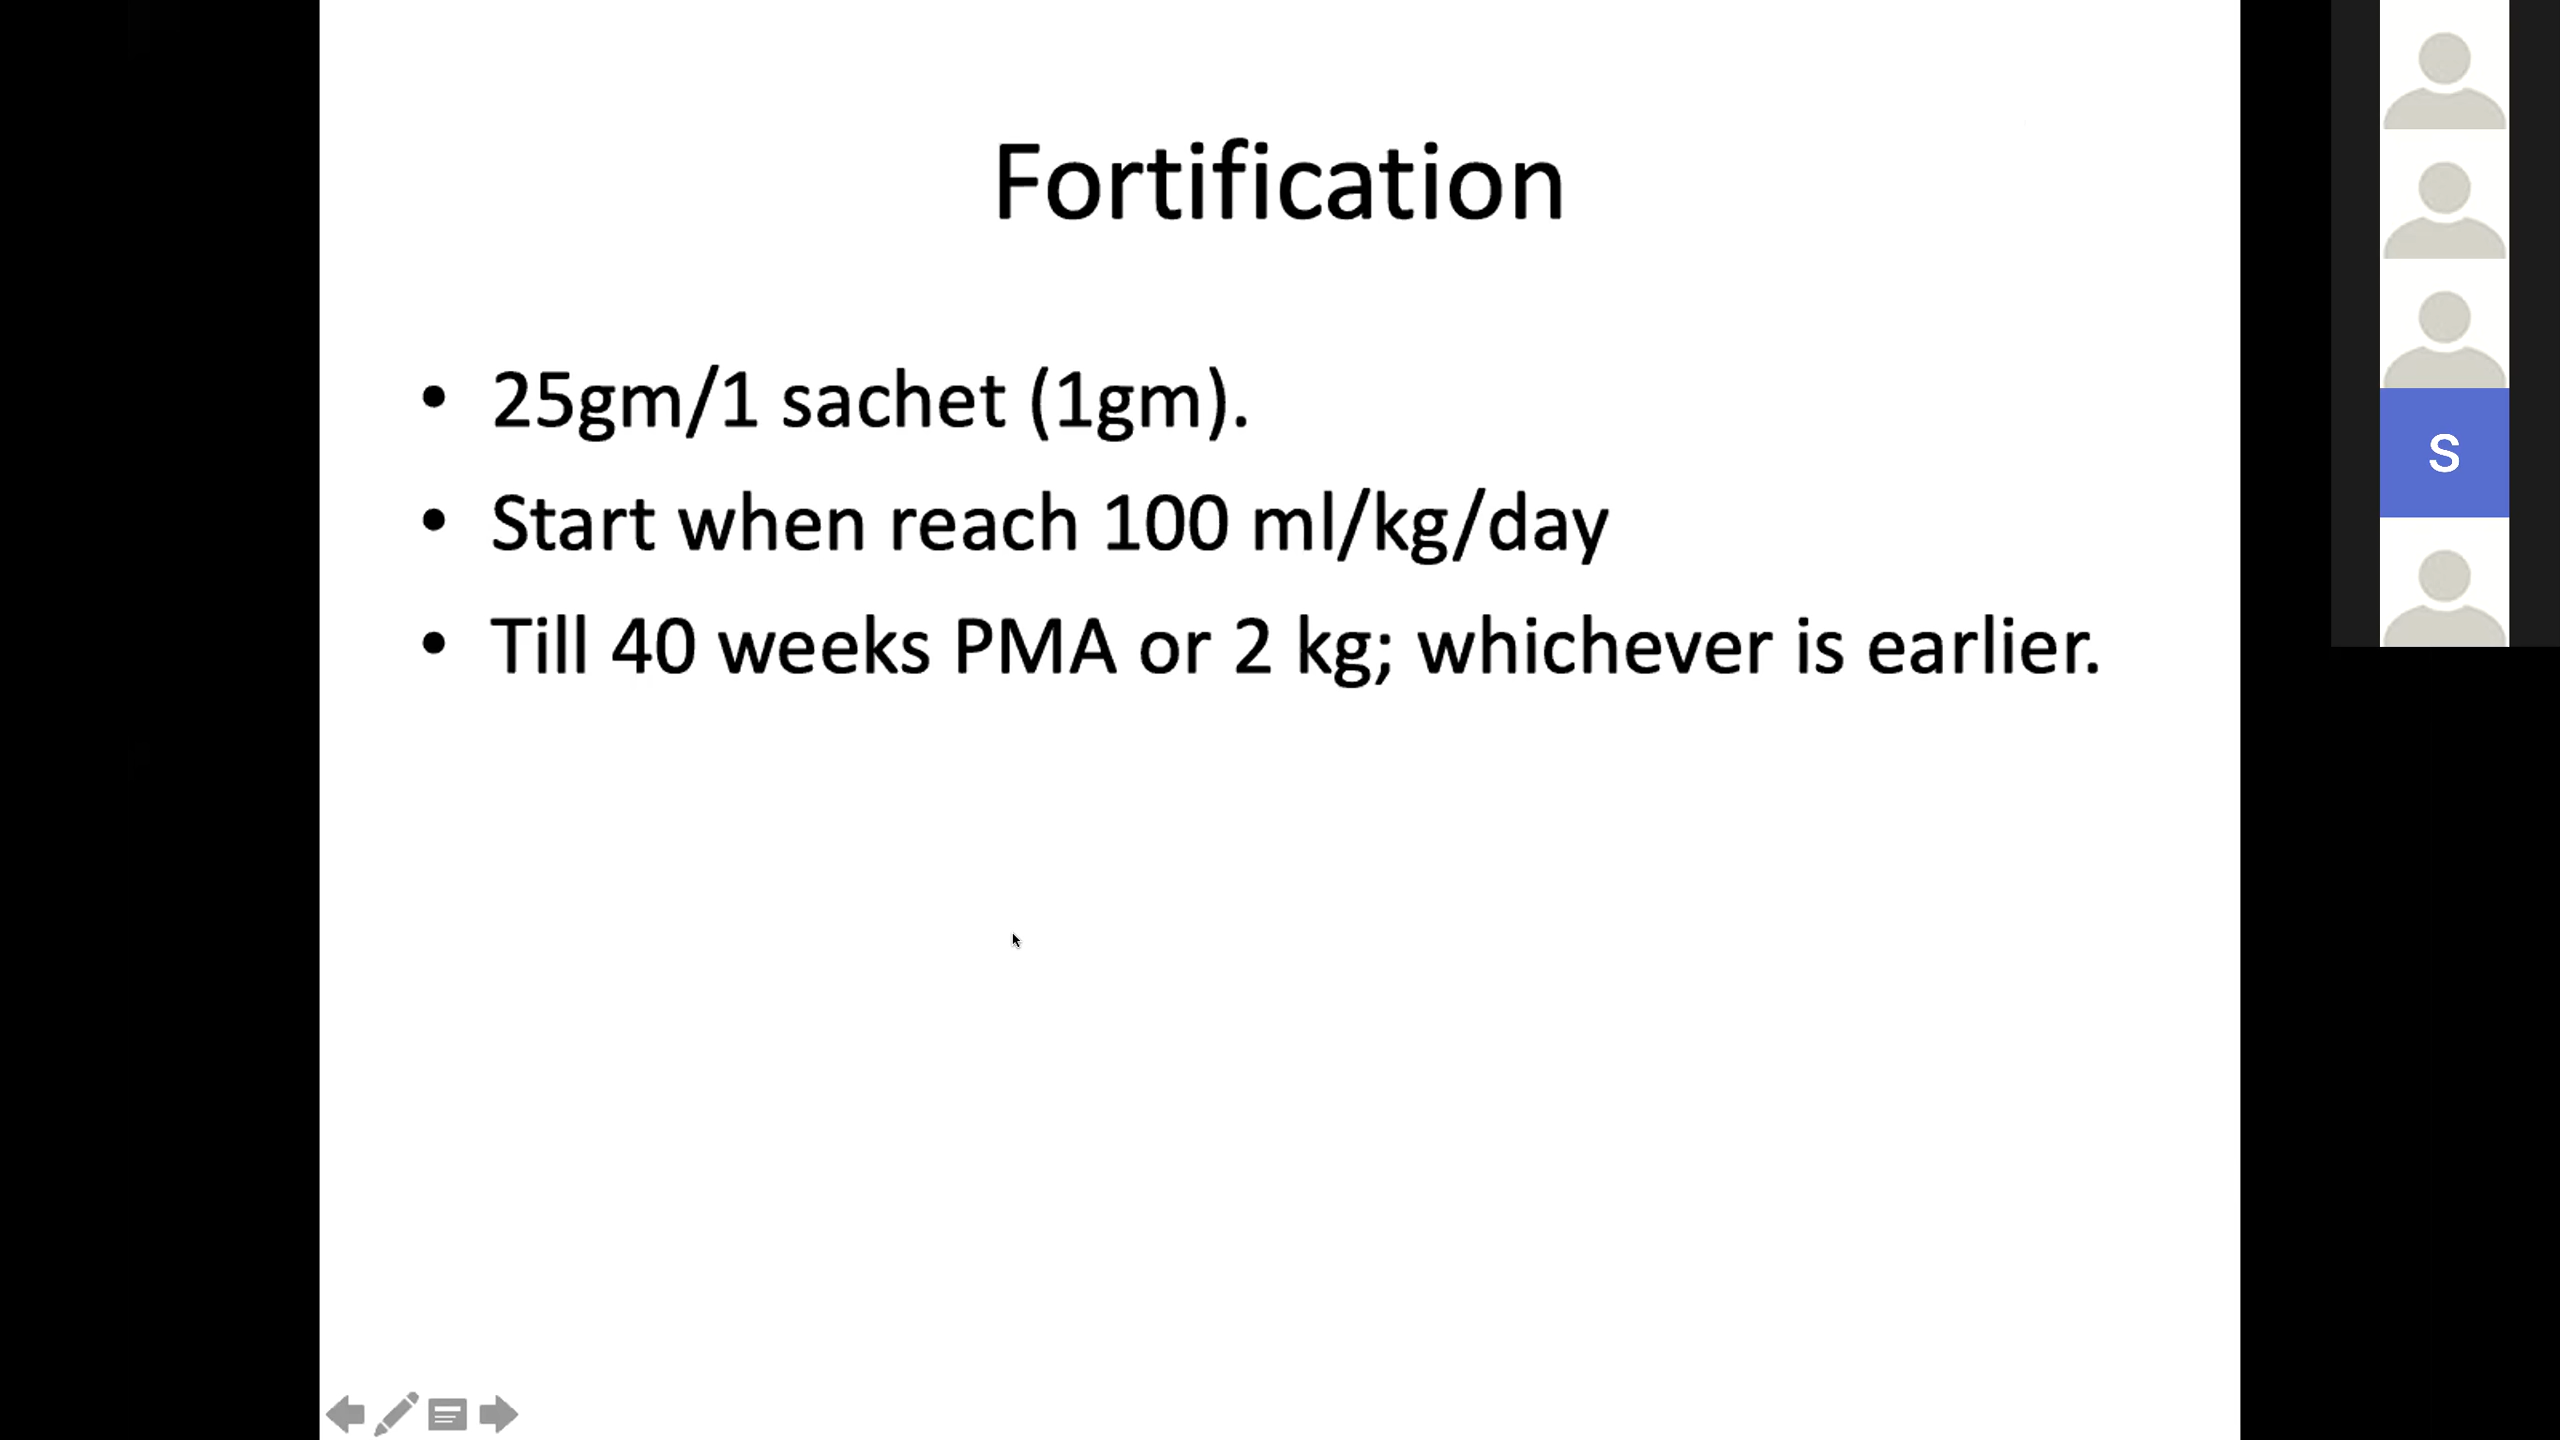 Fortification
• 25gm/1 sachet (1gm).
• Start when reach 100 ml/kg/day
• Till 40 weeks PMA or 2 kg; whichever is earlier.
S